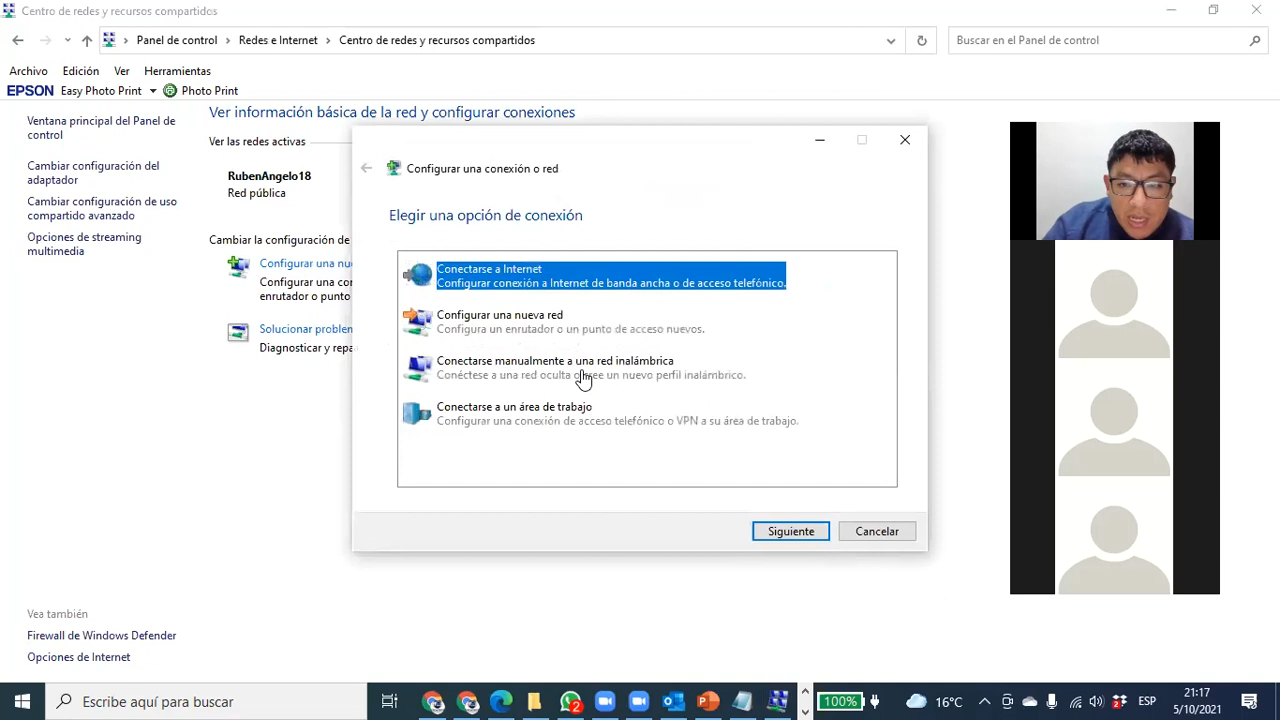 Centro de redes y recursos compartidos
Panel de control
Redes e Internet
Centro de redes y recursos compartidos
Buscar en el Panel de control
Archivo
Edición
Ver
Herramientas
EPSON
Easy Photo Print
Photo Print
Ventana principal del Panel de
control
Cambiar configuración del
adaptador
Cambiar configuración de uso
compartido avanzado
Opciones de streaming
multimedia
Ver información básica de la red y configurar conexiones
Ver las redes activas
RubenAngelo18
Red pública
Cambiar la configuración de
Configurar una nue
Configurar una con
enrutador o punto
Solucionar problen
Diagnosticar y repa
Configurar una conexión o red
Elegir una opción de conexión
Conectarse a Internet
Configurar conexión a Internet de banda ancha o de acceso telefónico.
Configurar una nueva red
Configura un enrutador o un punto de acceso nuevos.
Conectarse manualmente a una red inalámbrica
Conéctese a una red oculta o cree un nuevo perfil inalámbrico.
Conectarse a un área de trabajo
Configurar una conexión de acceso telefónico o VPN a su área de trabajo.
Siguiente
Cancelar
Vea también
Firewall de Windows Defender
Opciones de Internet
Escribe aquí para buscar
2
100%
16°C
ESP
21:17
5/10/2021